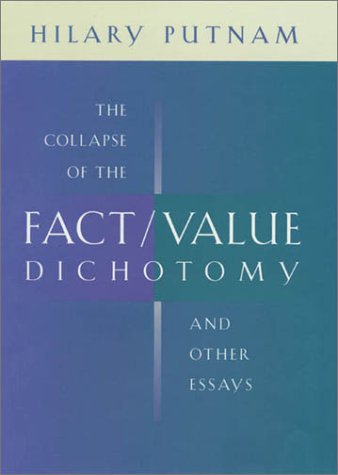 HILARY PUTNAM
THE
COLLAPSE
OF THE
FACT/VALUE
DICHOTOMY
AND
OTHER
ESSAYS